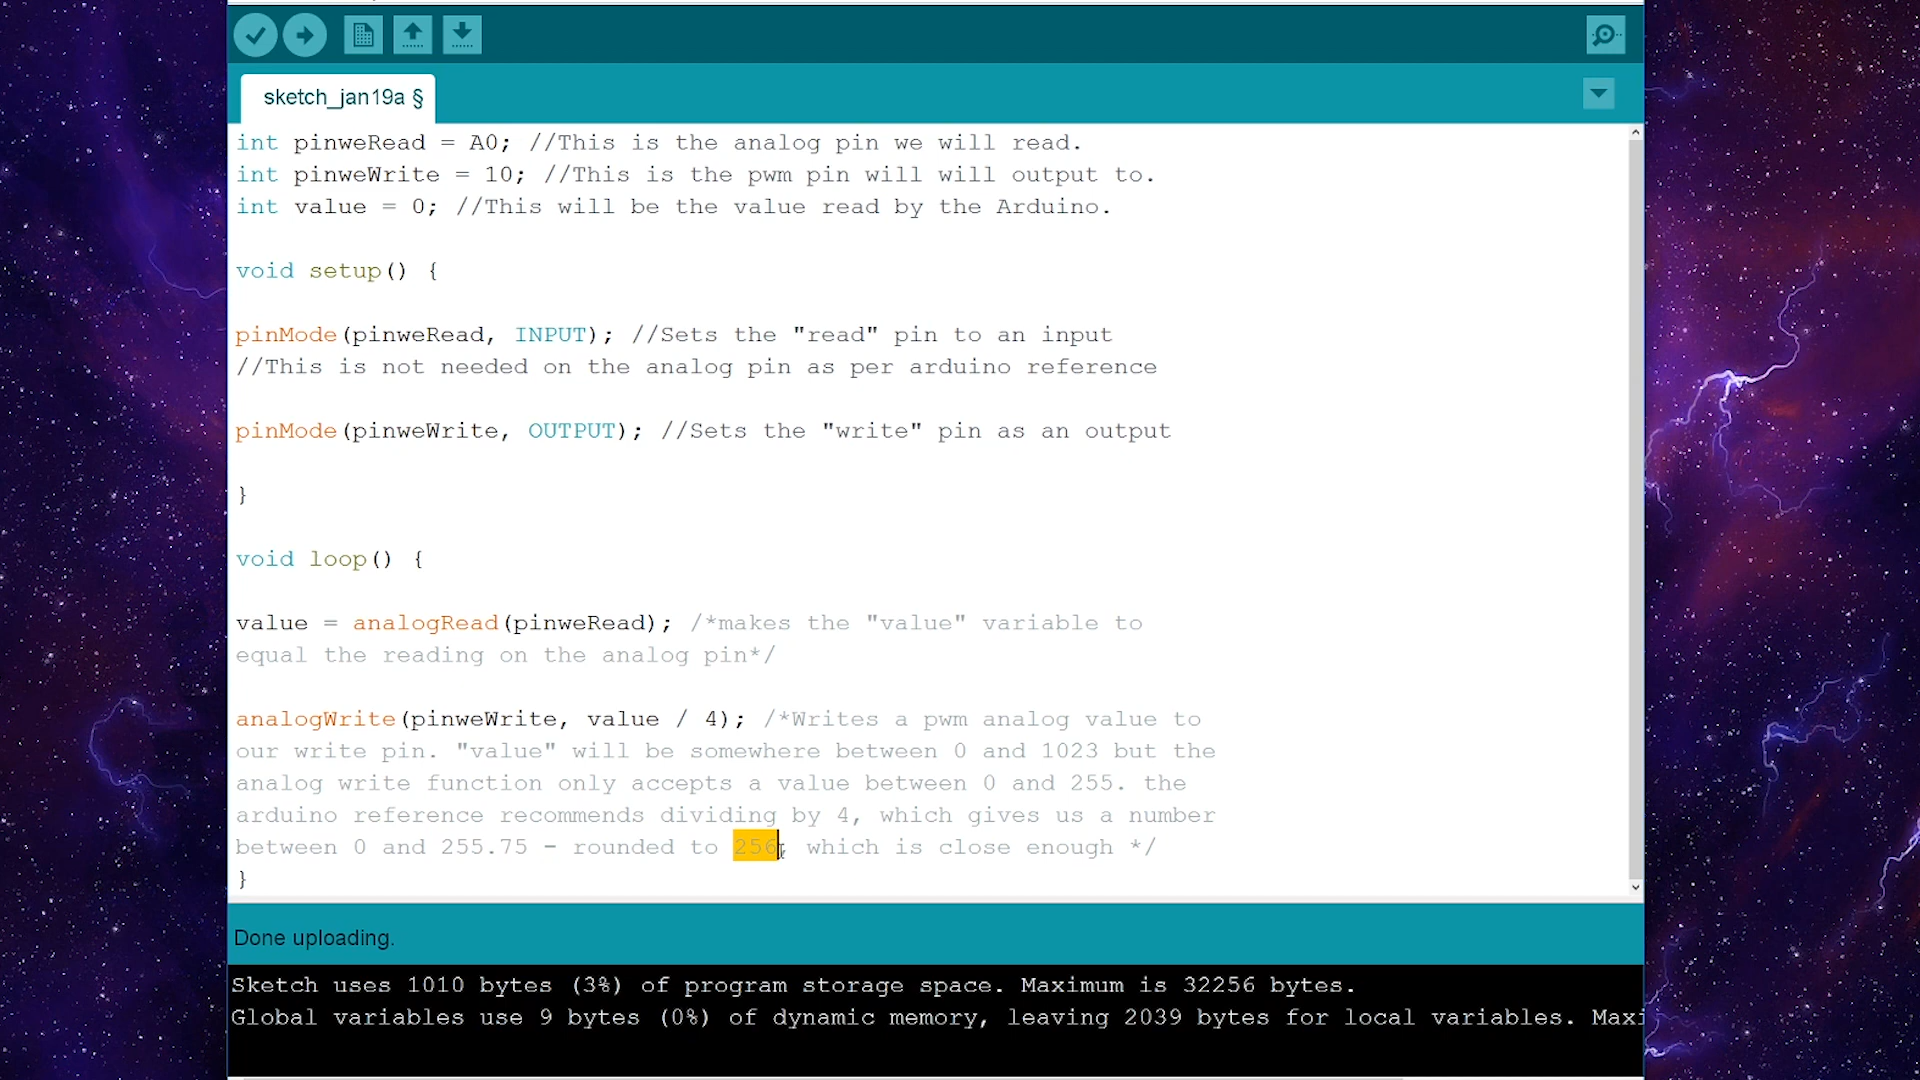 sketch_jan19a §
int pinweRead = A0; //This is the analog pin we will read.
int pinweWrite = 10; //This is the pwm pin will will output to.
int value = 0; //This will be the value read by the Arduino.
void setup() {
pinMode(pinweRead, INPUT); //Sets the "read" pin to an input
//This is not needed on the analog pin as per arduino reference
pinMode(pinweWrite, OUTPUT); //Sets the "write" pin as an output
}
void loop() {
value = analogRead(pinweRead); /*makes the "value" variable to
equal the reading on the analog pin*/
analogWrite(pinweWrite, value / 4); /*Writes a pwm analog value to
our write pin. "value" will be somewhere between 0 and 1023 but the
analog write function only accepts a value between 0 and 255. the
arduino reference recommends dividing by 4, which gives us a number
between 0 and 255.75 - rounded to 256, which is close enough */
}
Done uploading.
Sketch uses 1010 bytes (3%) of program storage space. Maximum is 32256 bytes.
Global variables use 9 bytes (0%) of dynamic memory, leaving 2039 bytes for local variables. Maxi